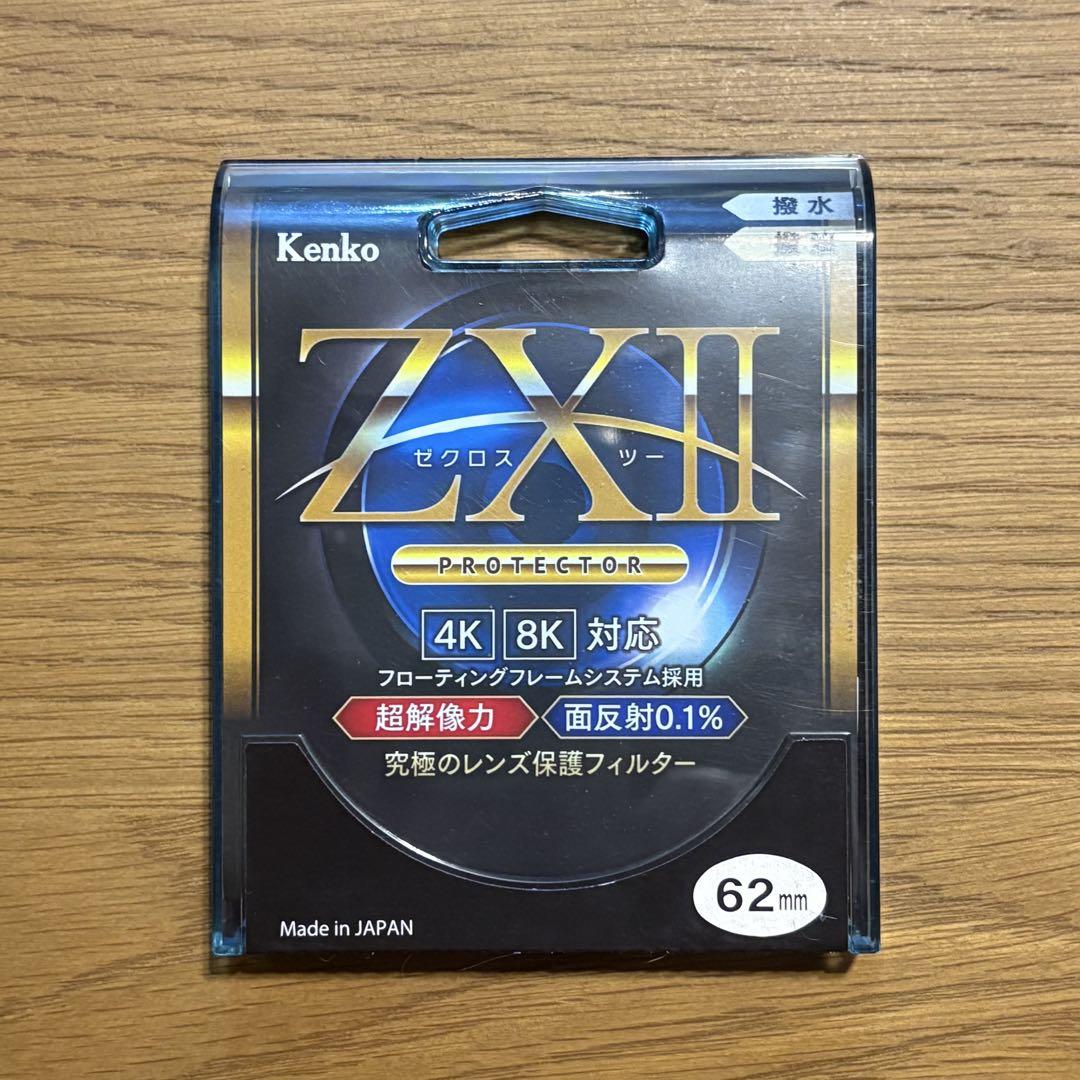 撥水
Kenko
ZXII
ゼクロス ツー
PROTECTOR
4K 8K 対応
フローティングフレームシステム採用
超解像力 面反射0.1%
究極のレンズ保護フィルター
62mm
Made in JAPAN